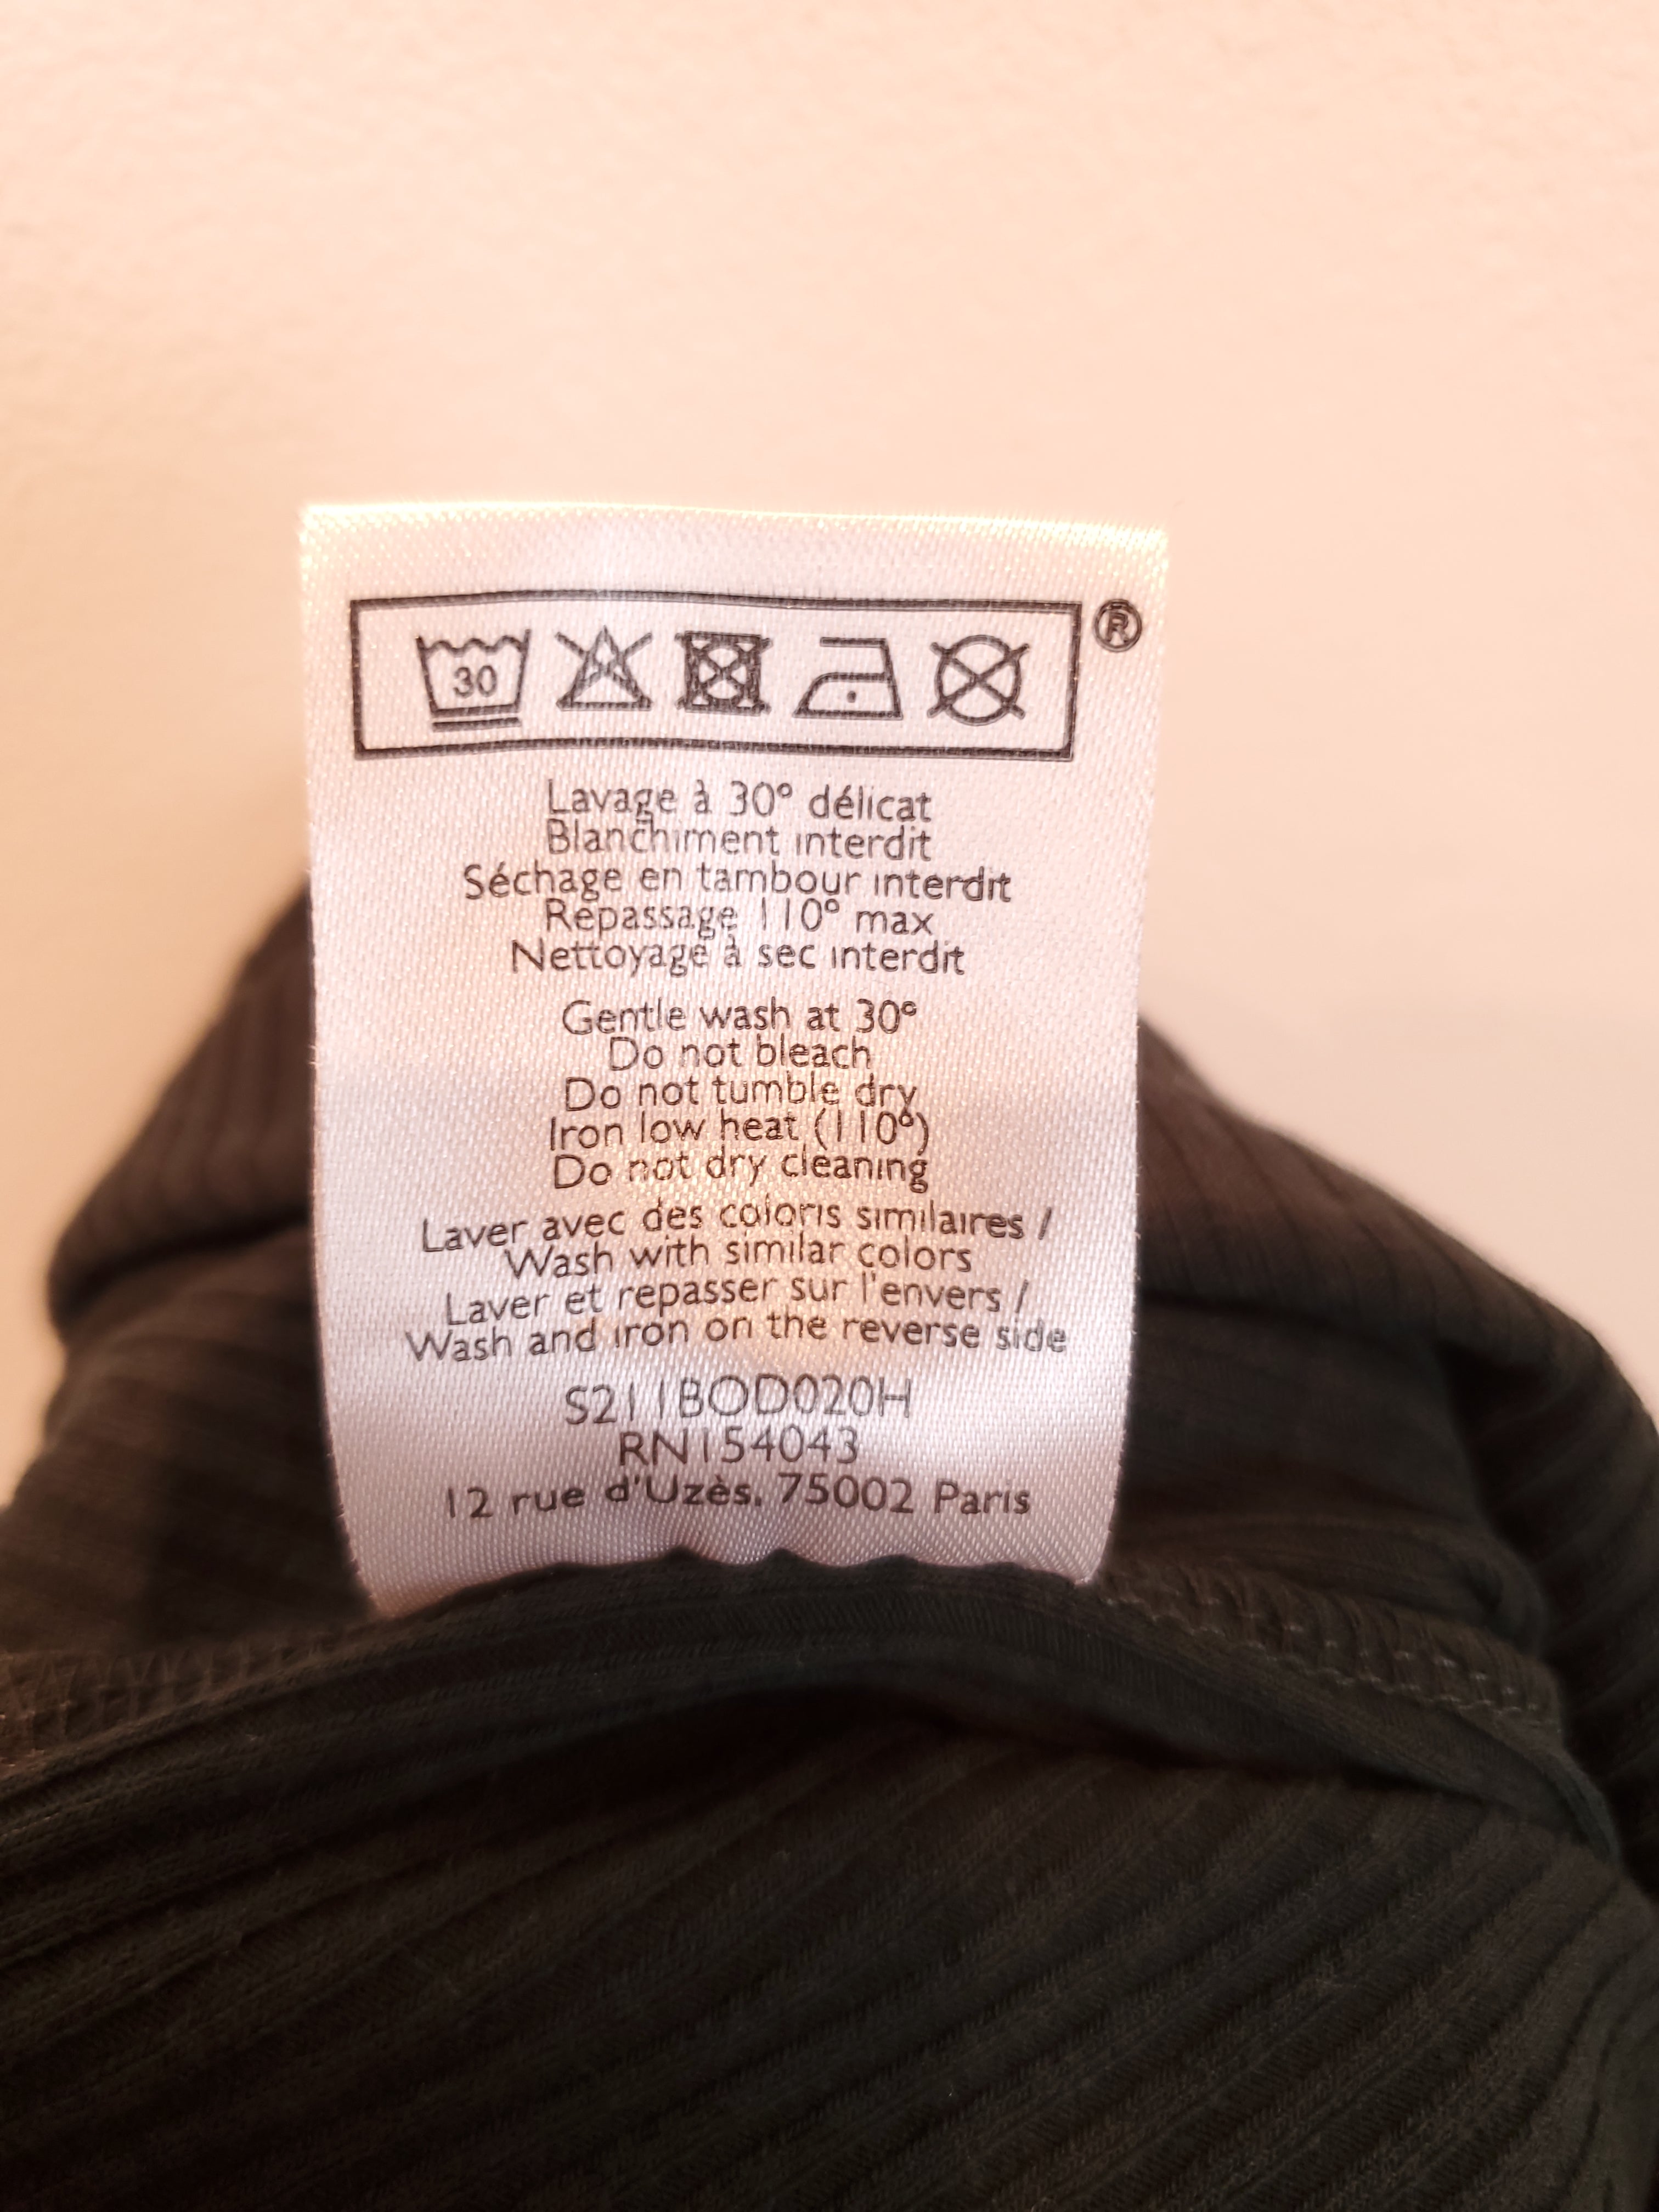 30
®
Lavage à 30° délicat
Blanchiment interdit
Séchage en tambour interdit
Repassage 110° max
Nettoyage à sec interdit
Gentle wash at 30°
Do not bleach
Do not tumble dry
Iron low heat (110°)
Do not dry cleaning
Laver avec des coloris similaires /
Wash with similar colors
Laver et repasser sur l'envers /
Wash and iron on the reverse side
S211BOD020H
RN154043
12 rue d'Uzès, 75002 Paris